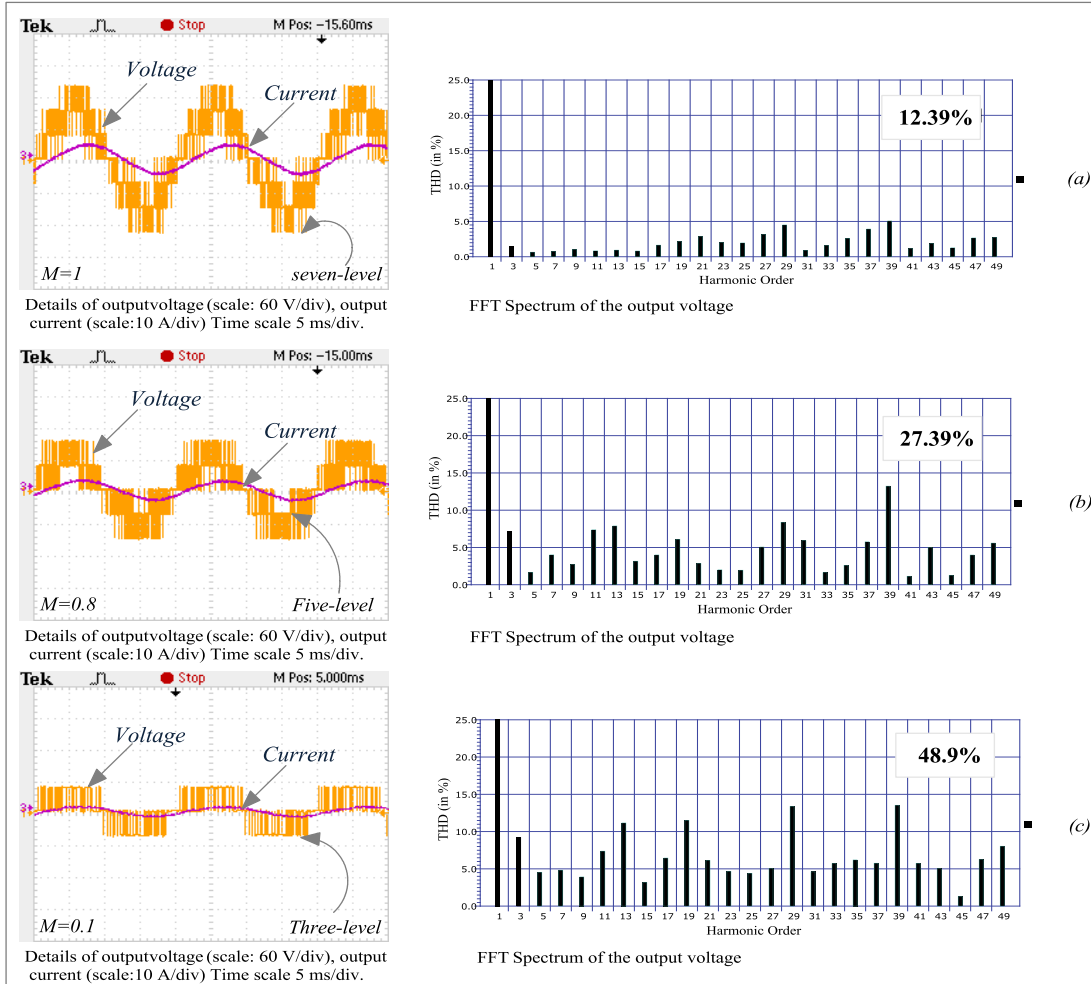 Tek Stop M Pos: -15.60ms
Voltage
Current
3
M=1
seven-level
Details of outputvoltage (scale: 60 V/div), output
current (scale:10 A/div) Time scale 5 ms/div.
25.0
20.0
15.0
10.0
5.0
0.0
THD (in %)
12.39%
1 3 5 7 9 11 13 15 17 19 21 23 25 27 29 31 33 35 37 39 41 43 45 47 49
Harmonic Order
FFT Spectrum of the output voltage
(a)
Tek Stop M Pos: -15.00ms
Voltage
Current
3
M=0.8
Five-level
Details of outputvoltage (scale: 60 V/div), output
current (scale:10 A/div) Time scale 5 ms/div.
25.0
20.0
15.0
10.0
5.0
0.0
THD (in %)
27.39%
1 3 5 7 9 11 13 15 17 19 21 23 25 27 29 31 33 35 37 39 41 43 45 47 49
Harmonic Order
FFT Spectrum of the output voltage
(b)
Tek Stop M Pos: 5.000ms
Voltage
Current
3
M=0.1
Three-level
Details of outputvoltage (scale: 60 V/div), output
current (scale:10 A/div) Time scale 5 ms/div.
25.0
20.0
15.0
10.0
5.0
0.0
THD (in %)
48.9%
1 3 5 7 9 11 13 15 17 19 21 23 25 27 29 31 33 35 37 39 41 43 45 47 49
Harmonic Order
FFT Spectrum of the output voltage
(c)